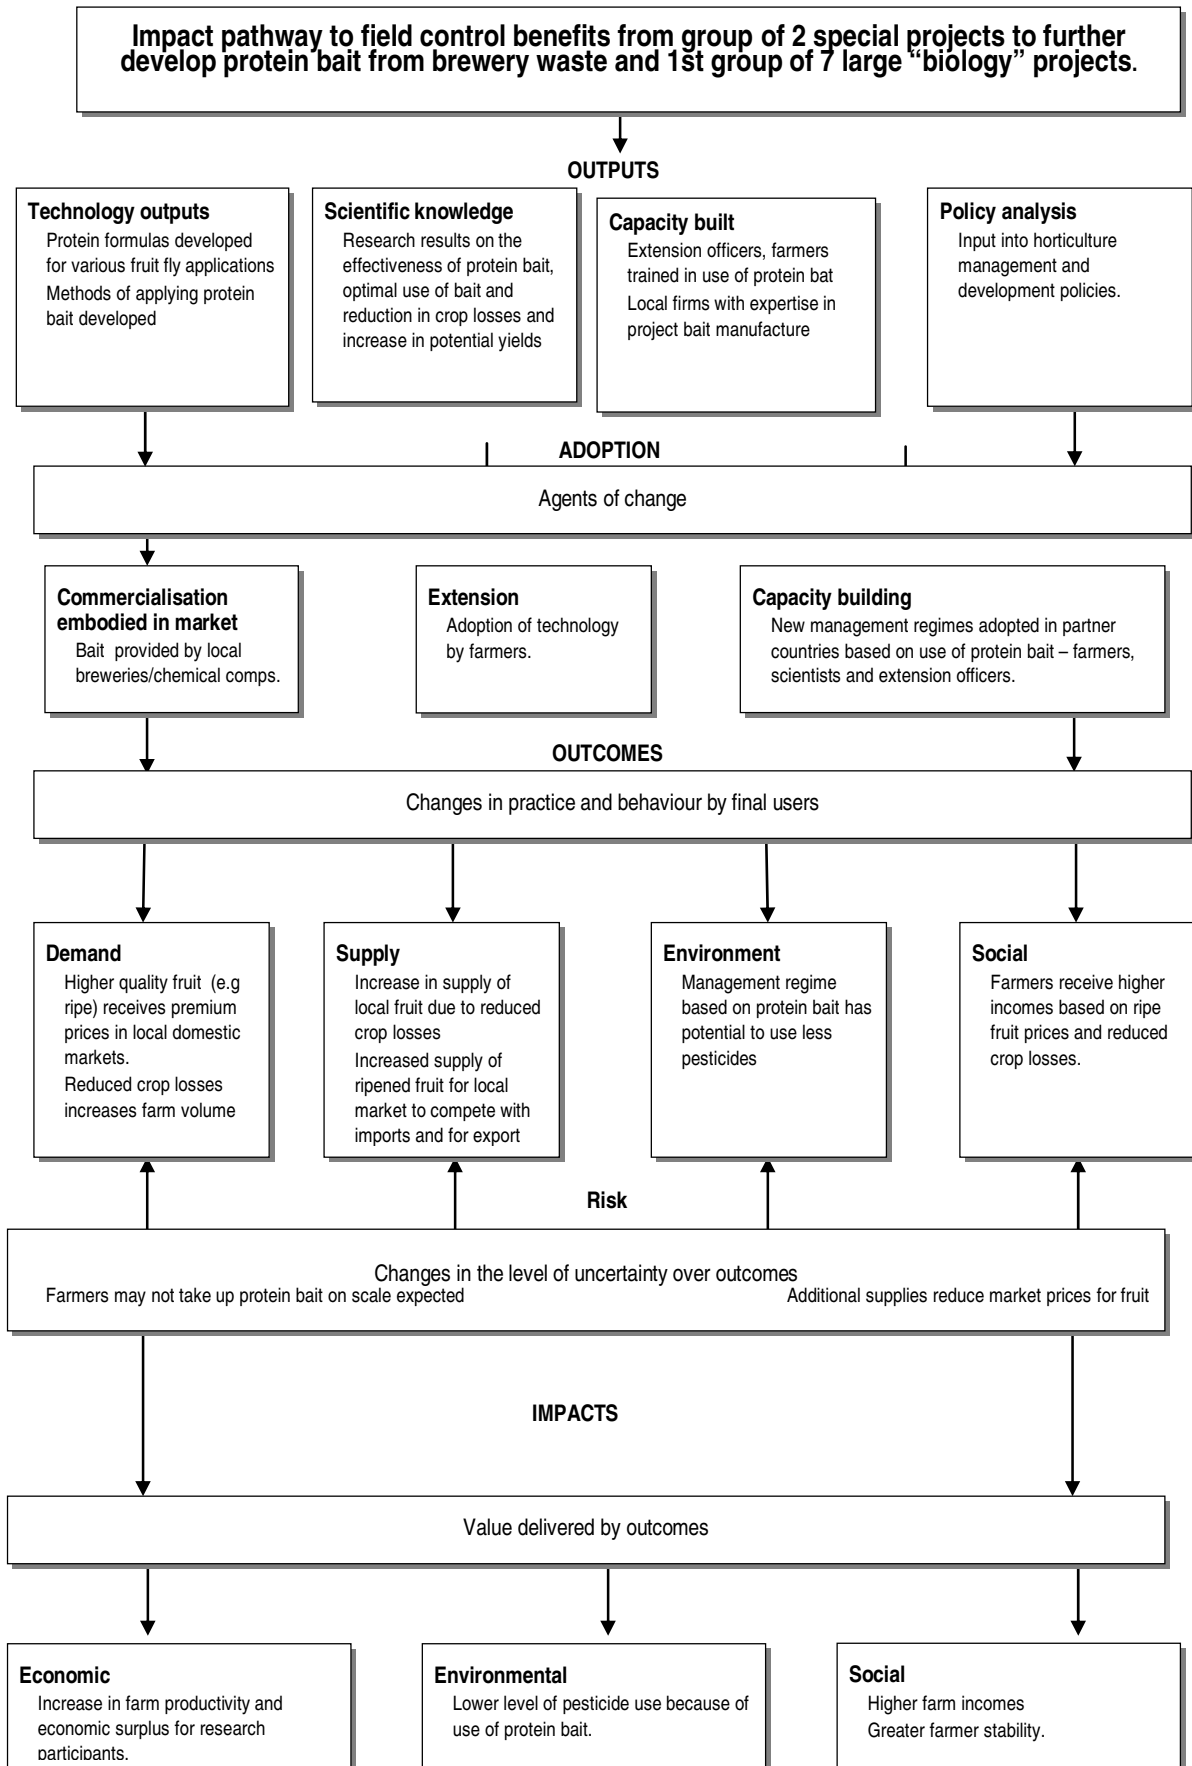 Impact pathway to field control benefits from group of 2 special projects to further
develop protein bait from brewery waste and 1st group of 7 large “biology” projects.
OUTPUTS
Technology outputs
Protein formulas developed
for various fruit fly applications
Methods of applying protein
bait developed
Scientific knowledge
Research results on the
effectiveness of protein bait,
optimal use of bait and
reduction in crop losses and
increase in potential yields
Capacity built
Extension officers, farmers
trained in use of protein bat
Local firms with expertise in
project bait manufacture
Policy analysis
Input into horticulture
management and
development policies.
ADOPTION
Agents of change
Commercialisation
embodied in market
Bait provided by local
breweries/chemical comps.
Extension
Adoption of technology
by farmers.
Capacity building
New management regimes adopted in partner
countries based on use of protein bait – farmers,
scientists and extension officers.
OUTCOMES
Changes in practice and behaviour by final users
Demand
Higher quality fruit (e.g
ripe) receives premium
prices in local domestic
markets.
Reduced crop losses
increases farm volume
Supply
Increase in supply of
local fruit due to reduced
crop losses
Increased supply of
ripened fruit for local
market to compete with
imports and for export
Environment
Management regime
based on protein bait has
potential to use less
pesticides
Social
Farmers receive higher
incomes based on ripe
fruit prices and reduced
crop losses.
Risk
Changes in the level of uncertainty over outcomes
Farmers may not take up protein bait on scale expected
Additional supplies reduce market prices for fruit
IMPACTS
Value delivered by outcomes
Economic
Increase in farm productivity and
economic surplus for research
participants.
Environmental
Lower level of pesticide use because of
use of protein bait.
Social
Higher farm incomes
Greater farmer stability.